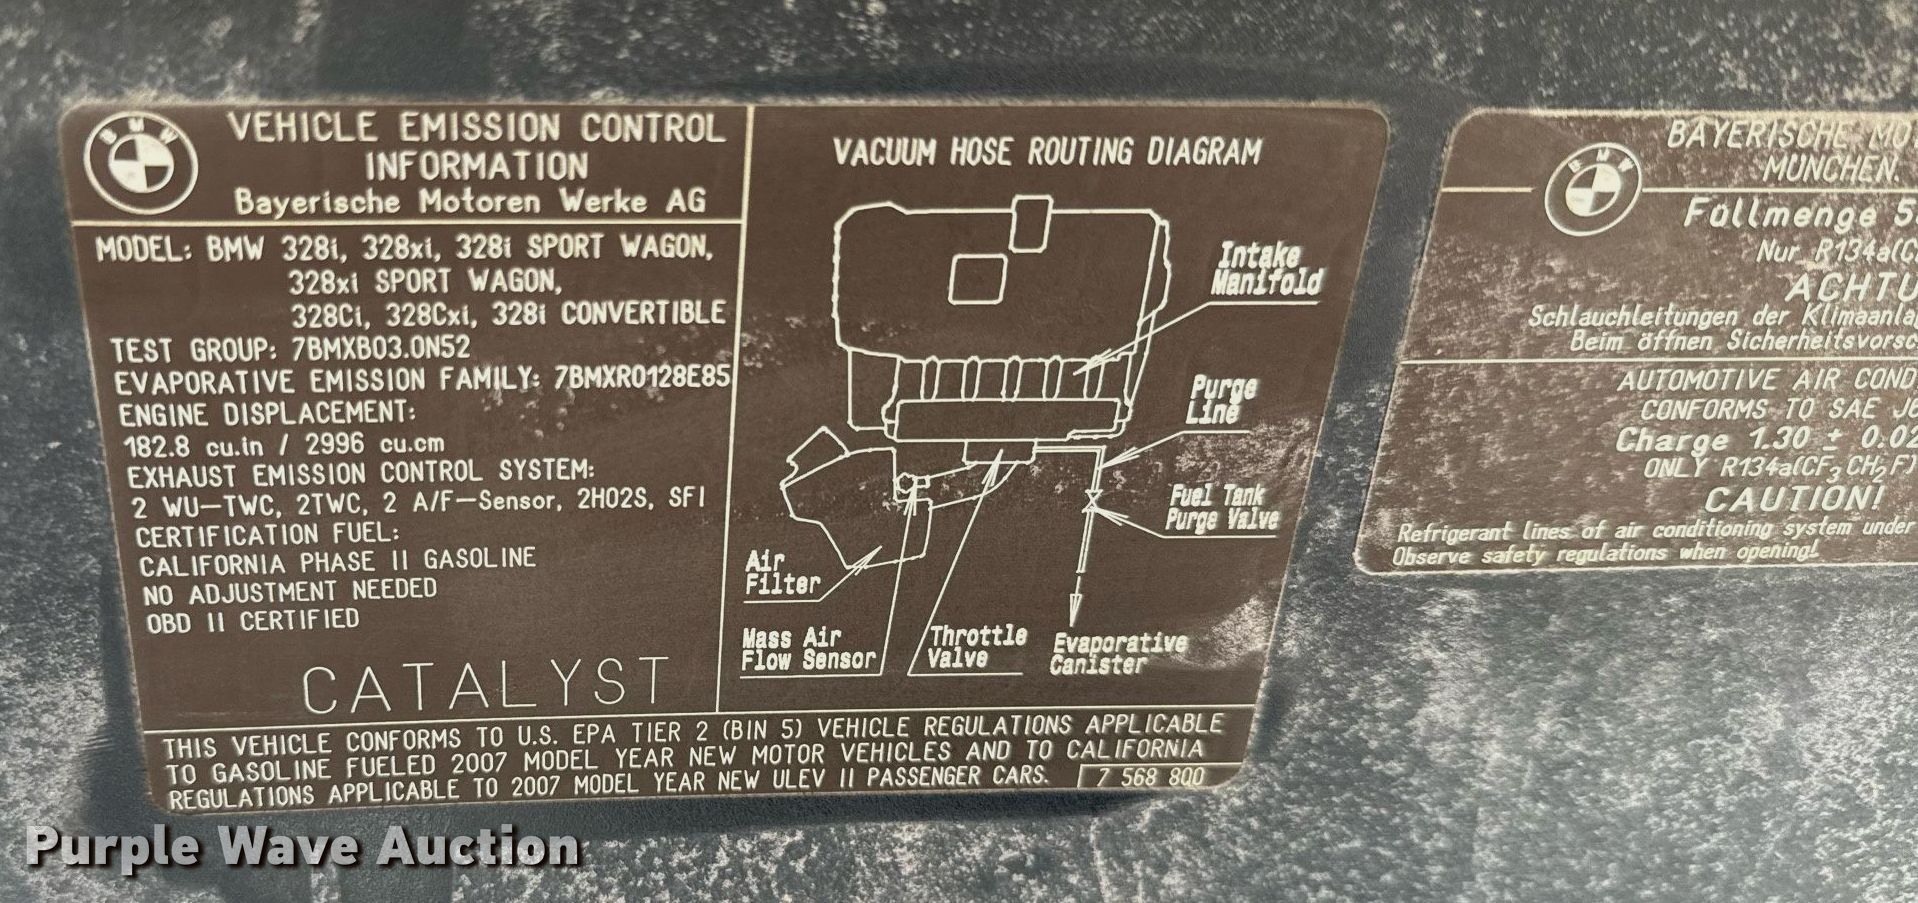 BMW
VEHICLE EMISSION CONTROL
INFORMATION
Bayerische Motoren Werke AG
MODEL: BMW 328i, 328xi, 328i SPORT WAGON,
328xi SPORT WAGON,
328Ci, 328Cxi, 328i CONVERTIBLE
TEST GROUP: 7BMXB03.0N52
EVAPORATIVE EMISSION FAMILY: 7BMXR0128E85
ENGINE DISPLACEMENT:
182.8 cu.in / 2996 cu.cm
EXHAUST EMISSION CONTROL SYSTEM:
2 WU-TWC, 2TWC, 2 A/F-Sensor, 2HO2S, SFI
CERTIFICATION FUEL:
CALIFORNIA PHASE II GASOLINE
NO ADJUSTMENT NEEDED
OBD II CERTIFIED
CATALYST
VACUUM HOSE ROUTING DIAGRAM
Intake
Manifold
Purge
Line
Fuel Tank
Purge Valve
Air
Filter
Mass Air
Flow Sensor
Throttle
Valve
Evaporative
Canister
THIS VEHICLE CONFORMS TO U.S. EPA TIER 2 (BIN 5) VEHICLE REGULATIONS APPLICABLE
TO GASOLINE FUELED 2007 MODEL YEAR NEW MOTOR VEHICLES AND TO CALIFORNIA
REGULATIONS APPLICABLE TO 2007 MODEL YEAR NEW ULEV II PASSENGER CARS.
7 568 800
BMW
BAYERISCHE
MÜNCHEN.
Füllmenge
Nur R134a
Schlauchleitungen der
Beim öffnen
AUTOMOTIVE AIR
CONFORMS TO SAE
Charge 1.30 ±
ONLY R134a(CF3CH2F)
CAUTION!
Refrigerant lines of air conditioning system under
Observe safety regulations when opening!
Purple Wave Auction